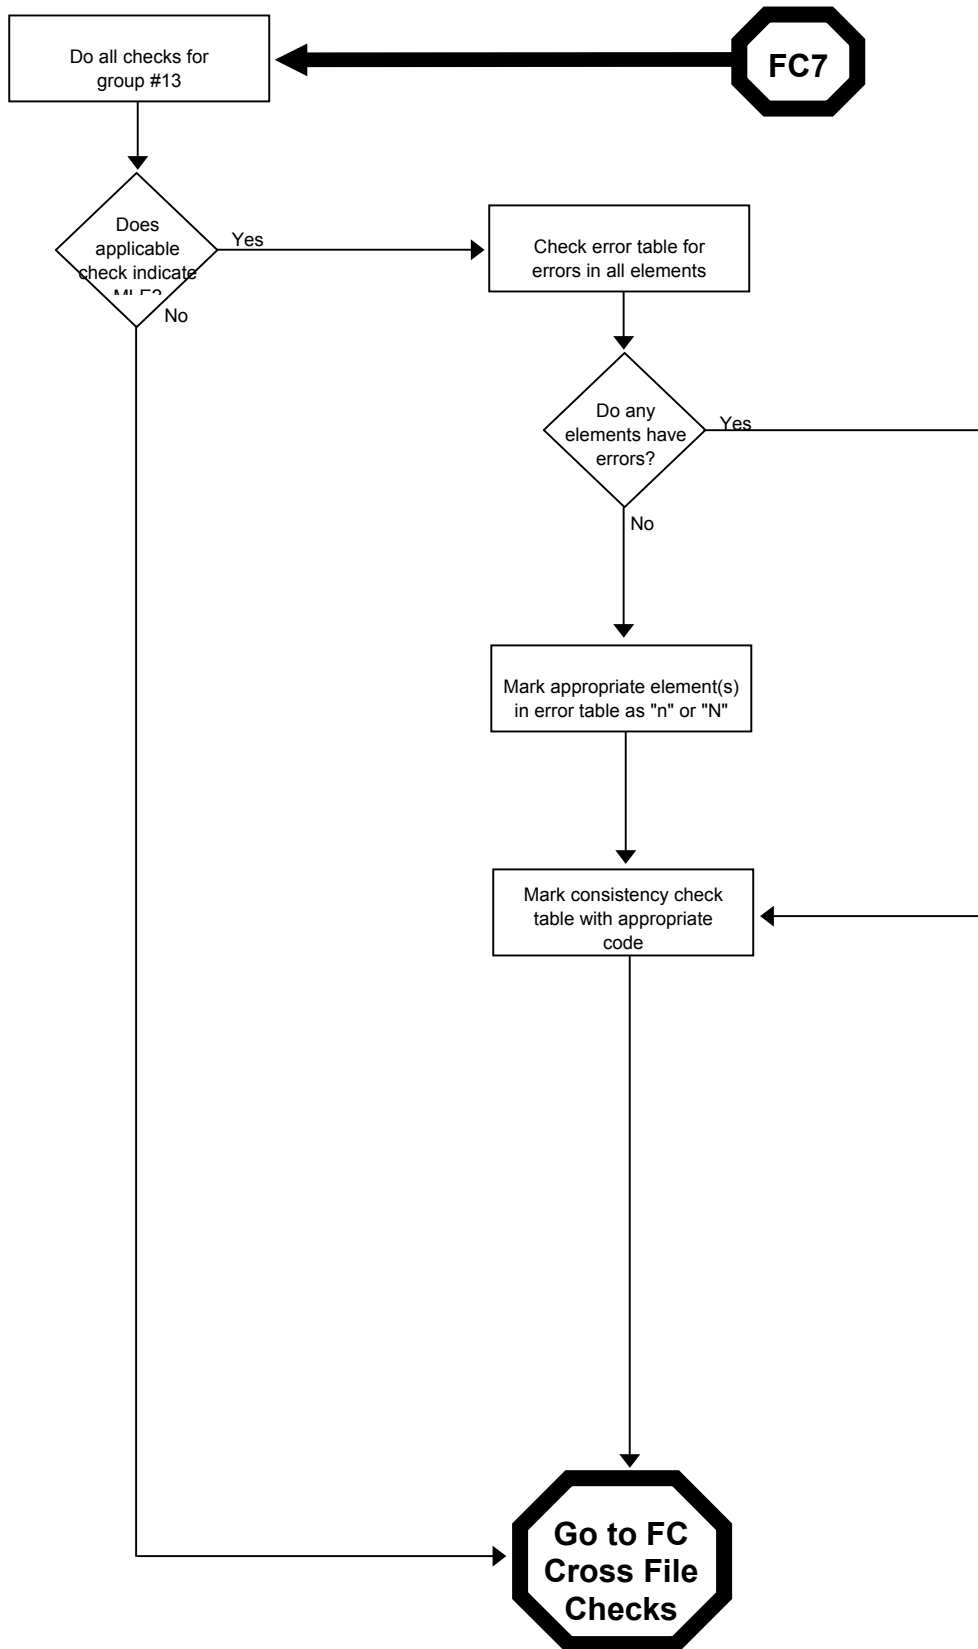 Do all checks for
group #13
FC7
Does
applicable
check indicate
Yes
No
Check error table for
errors in all elements
Do any
elements have
errors?
Yes
No
Mark appropriate element(s)
in error table as "n" or "N"
Mark consistency check
table with appropriate
code
Go to FC
Cross File
Checks